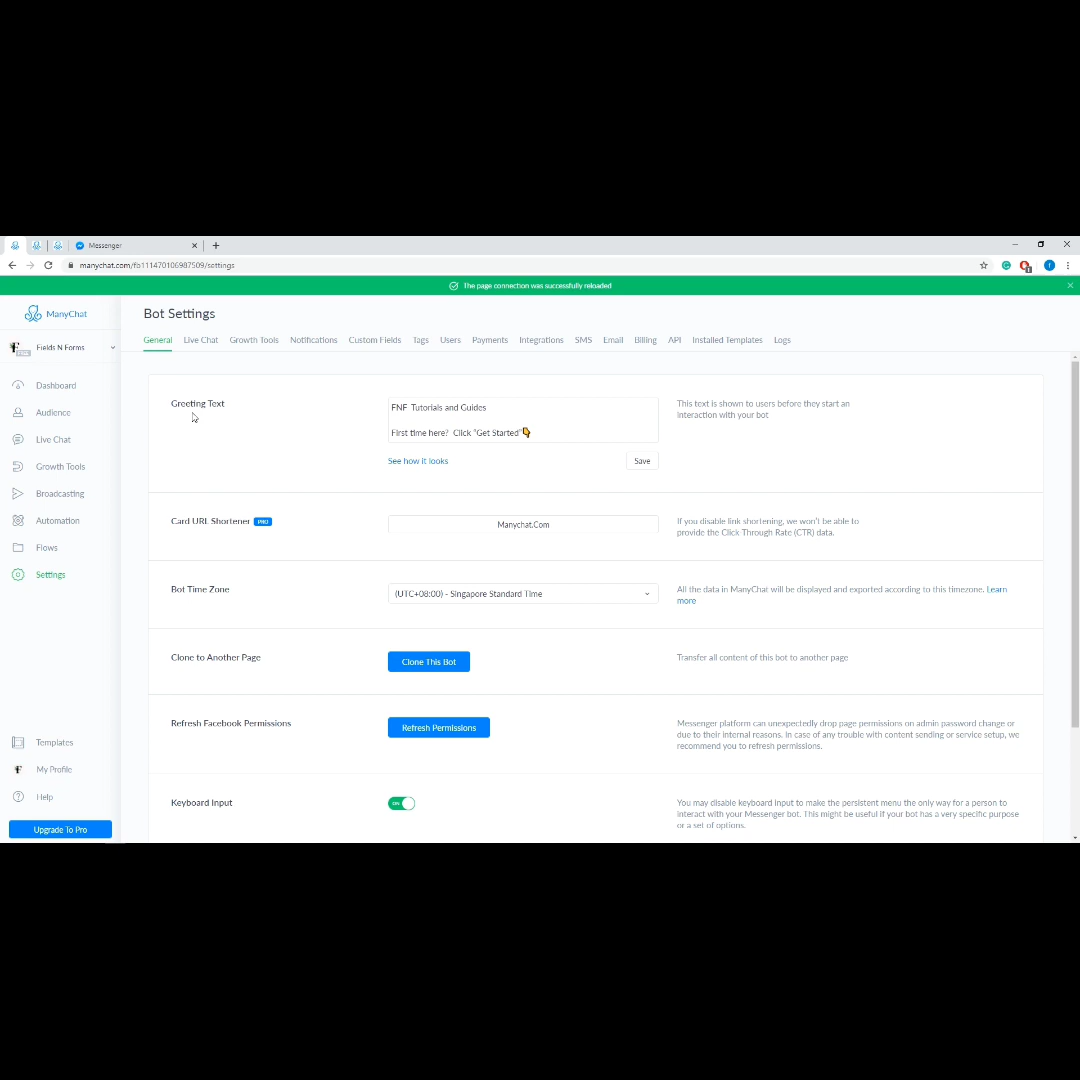 Messenger
manychat.com/fb111470106987509/settings
The page connection was successfully reloaded
ManyChat
Bot Settings
General Live Chat Growth Tools Notifications Custom Fields Tags Users Payments Integrations SMS Email Billing API Installed Templates Logs
Fields N Forms
Dashboard
Audience
Live Chat
Growth Tools
Broadcasting
Automation
Flows
Settings
Templates
My Profile
Help
Upgrade To Pro
Greeting Text
FNF Tutorials and Guides
First time here? Click "Get Started"👇
See how it looks
Save
This text is shown to users before they start an
interaction with your bot
Card URL Shortener PRO
Manychat.Com
If you disable link shortening, we won't be able to
provide the Click Through Rate (CTR) data.
Bot Time Zone
(UTC+08:00) - Singapore Standard Time
All the data in ManyChat will be displayed and exported according to this timezone. Learn
more
Clone to Another Page
Clone This Bot
Transfer all content of this bot to another page
Refresh Facebook Permissions
Refresh Permissions
Messenger platform can unexpectedly drop page permissions on admin password change or
due to their internal reasons. In case of any trouble with content sending or service setup, we
recommend you to refresh permissions.
Keyboard Input
ON
You may disable keyboard input to make the persistent menu the only way for a person to
interact with your Messenger bot. This might be useful if your bot has a very specific purpose
or a set of options.